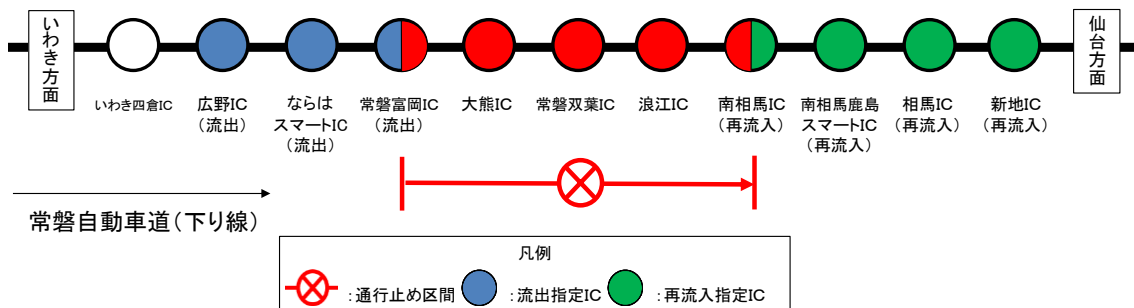 いわき方面
仙台方面
いわき四倉IC
広野IC
(流出)
ならは
スマートIC
(流出)
常磐富岡IC
(流出)
大熊IC
常磐双葉IC
浪江IC
南相馬IC
(再流入)
南相馬鹿島
スマートIC
(再流入)
相馬IC
(再流入)
新地IC
(再流入)
常磐自動車道(下り線)
凡例
:通行止め区間
:流出指定IC
:再流入指定IC